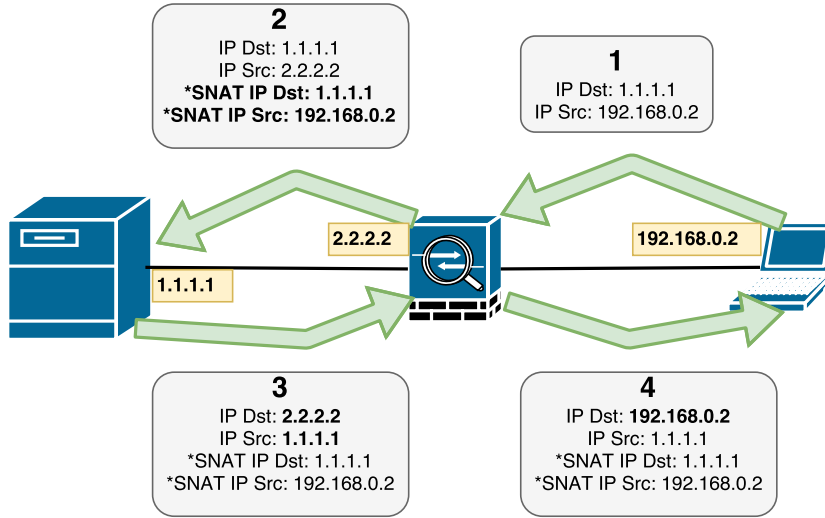 2
IP Dst: 1.1.1.1
IP Src: 2.2.2.2
*SNAT IP Dst: 1.1.1.1
*SNAT IP Src: 192.168.0.2
1
IP Dst: 1.1.1.1
IP Src: 192.168.0.2
2.2.2.2
192.168.0.2
1.1.1.1
3
IP Dst: 2.2.2.2
IP Src: 1.1.1.1
*SNAT IP Dst: 1.1.1.1
*SNAT IP Src: 192.168.0.2
4
IP Dst: 192.168.0.2
IP Src: 1.1.1.1
*SNAT IP Dst: 1.1.1.1
*SNAT IP Src: 192.168.0.2